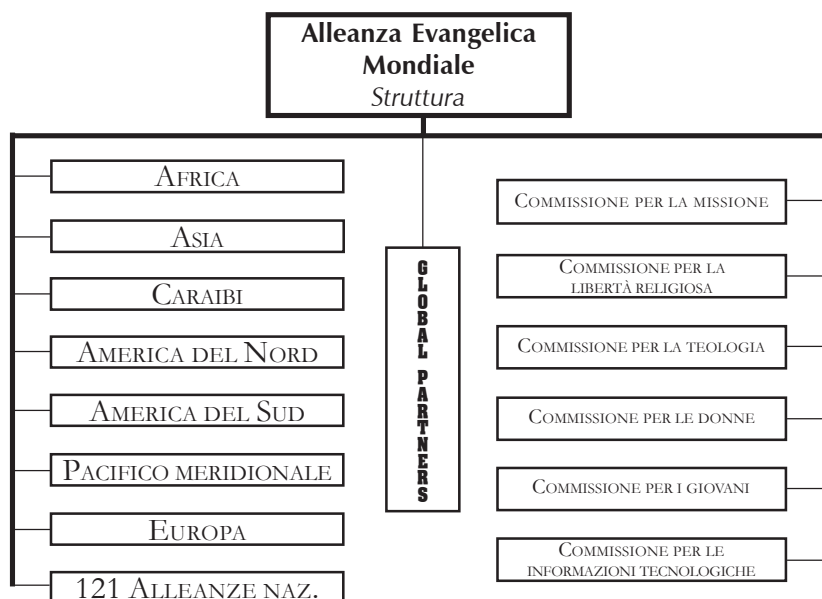 Alleanza Evangelica
Mondiale
Struttura
AFRICA
ASIA
CARAIBI
AMERICA DEL NORD
AMERICA DEL SUD
PACIFICO MERIDIONALE
EUROPA
121 ALLEANZE NAZ.
GLOBAL PARTNERS
COMMISSIONE PER LA MISSIONE
COMMISSIONE PER LA
LIBERTÀ RELIGIOSA
COMMISSIONE PER LA TEOLOGIA
COMMISSIONE PER LE DONNE
COMMISSIONE PER I GIOVANI
COMMISSIONE PER LE
INFORMAZIONI TECNOLOGICHE